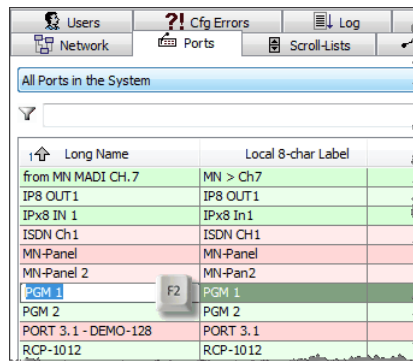 Users ?! Cfg Errors Log
Network Ports Scroll-Lists
All Ports in the System
1 Long Name Local 8-char Label
from MN MADI CH.7 MN > Ch7
IP8 OUT1 IP8 OUT1
IPx8 IN 1 IPx8 In1
ISDN Ch1 ISDN CH1
MN-Panel MN-Panel
MN-Panel 2 MN-Pan2
PGM 1 F2 PGM 1
PGM 2 PGM 2
PORT 3.1 - DEMO-128 PORT 3.1
RCP-1012 RCP-1012